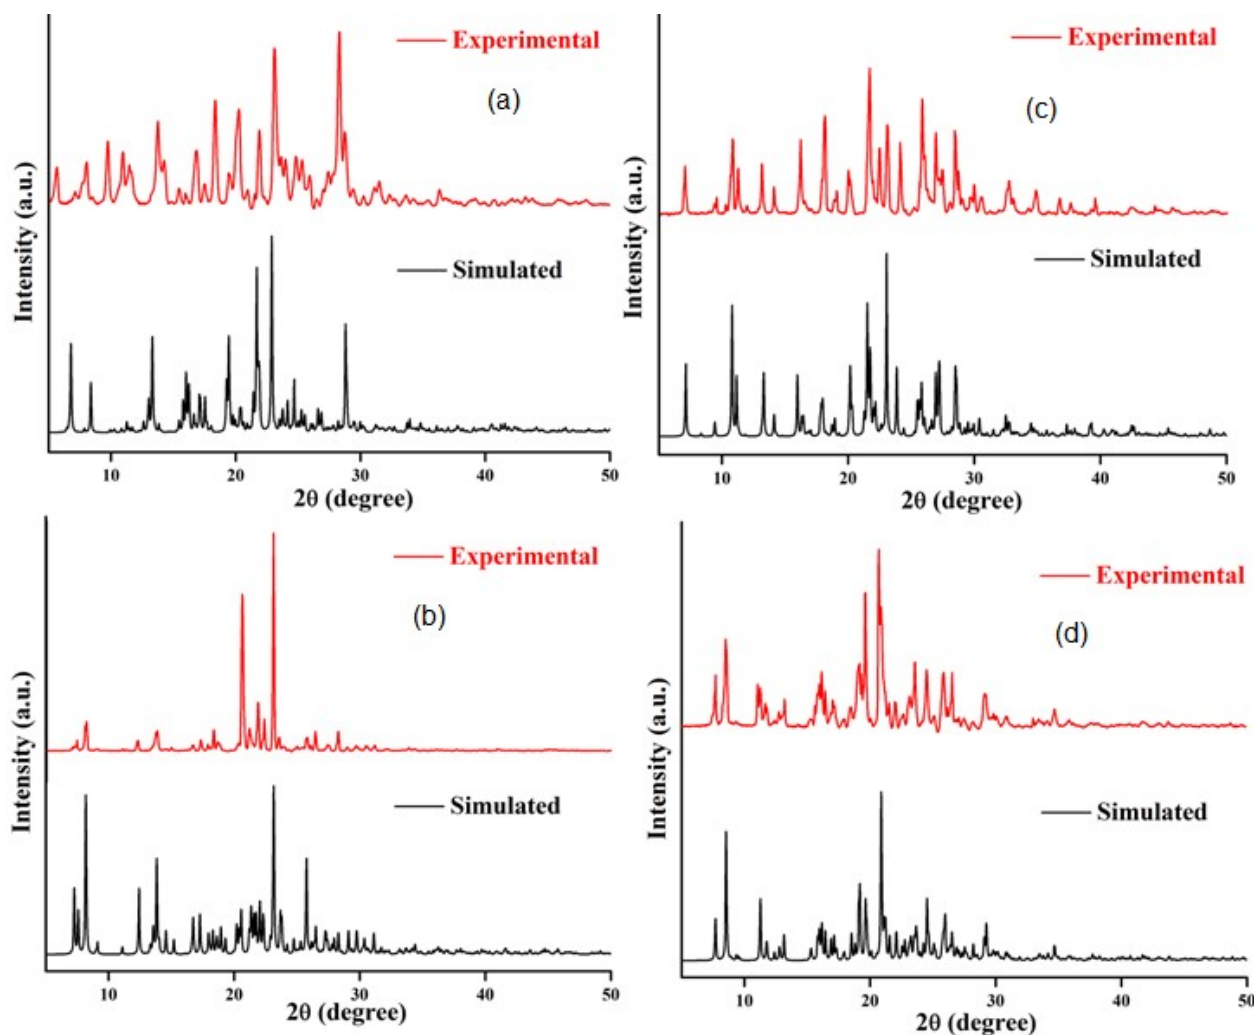 Experimental
(a)
Simulated
Intensity (a.u.)
10 20 30 40 50
2θ (degree)
Experimental
(c)
Simulated
Intensity (a.u.)
10 20 30 40 50
2θ (degree)
Experimental
(b)
Simulated
Intensity (a.u.)
10 20 30 40 50
2θ (degree)
Experimental
(d)
Simulated
Intensity (a.u.)
10 20 30 40 50
2θ (degree)